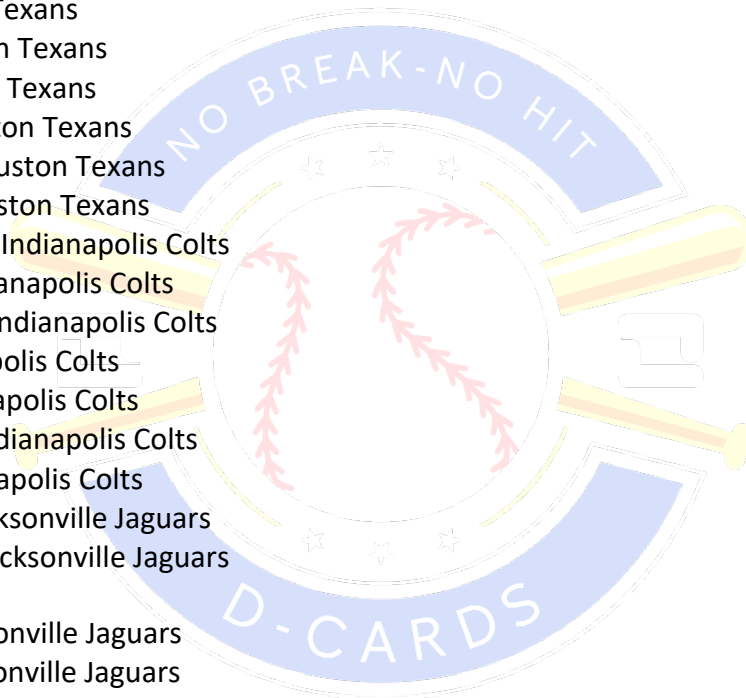 Texans
n Texans
Texans
ton Texans
uston Texans
ston Texans
Indianapolis Colts
anapolis Colts
ndianapolis Colts
polis Colts
apolis Colts
dianapolis Colts
apolis Colts
ksonville Jaguars
cksonville Jaguars
onville Jaguars
onville Jaguars
NO BREAK-NO HIT
D-CARDS